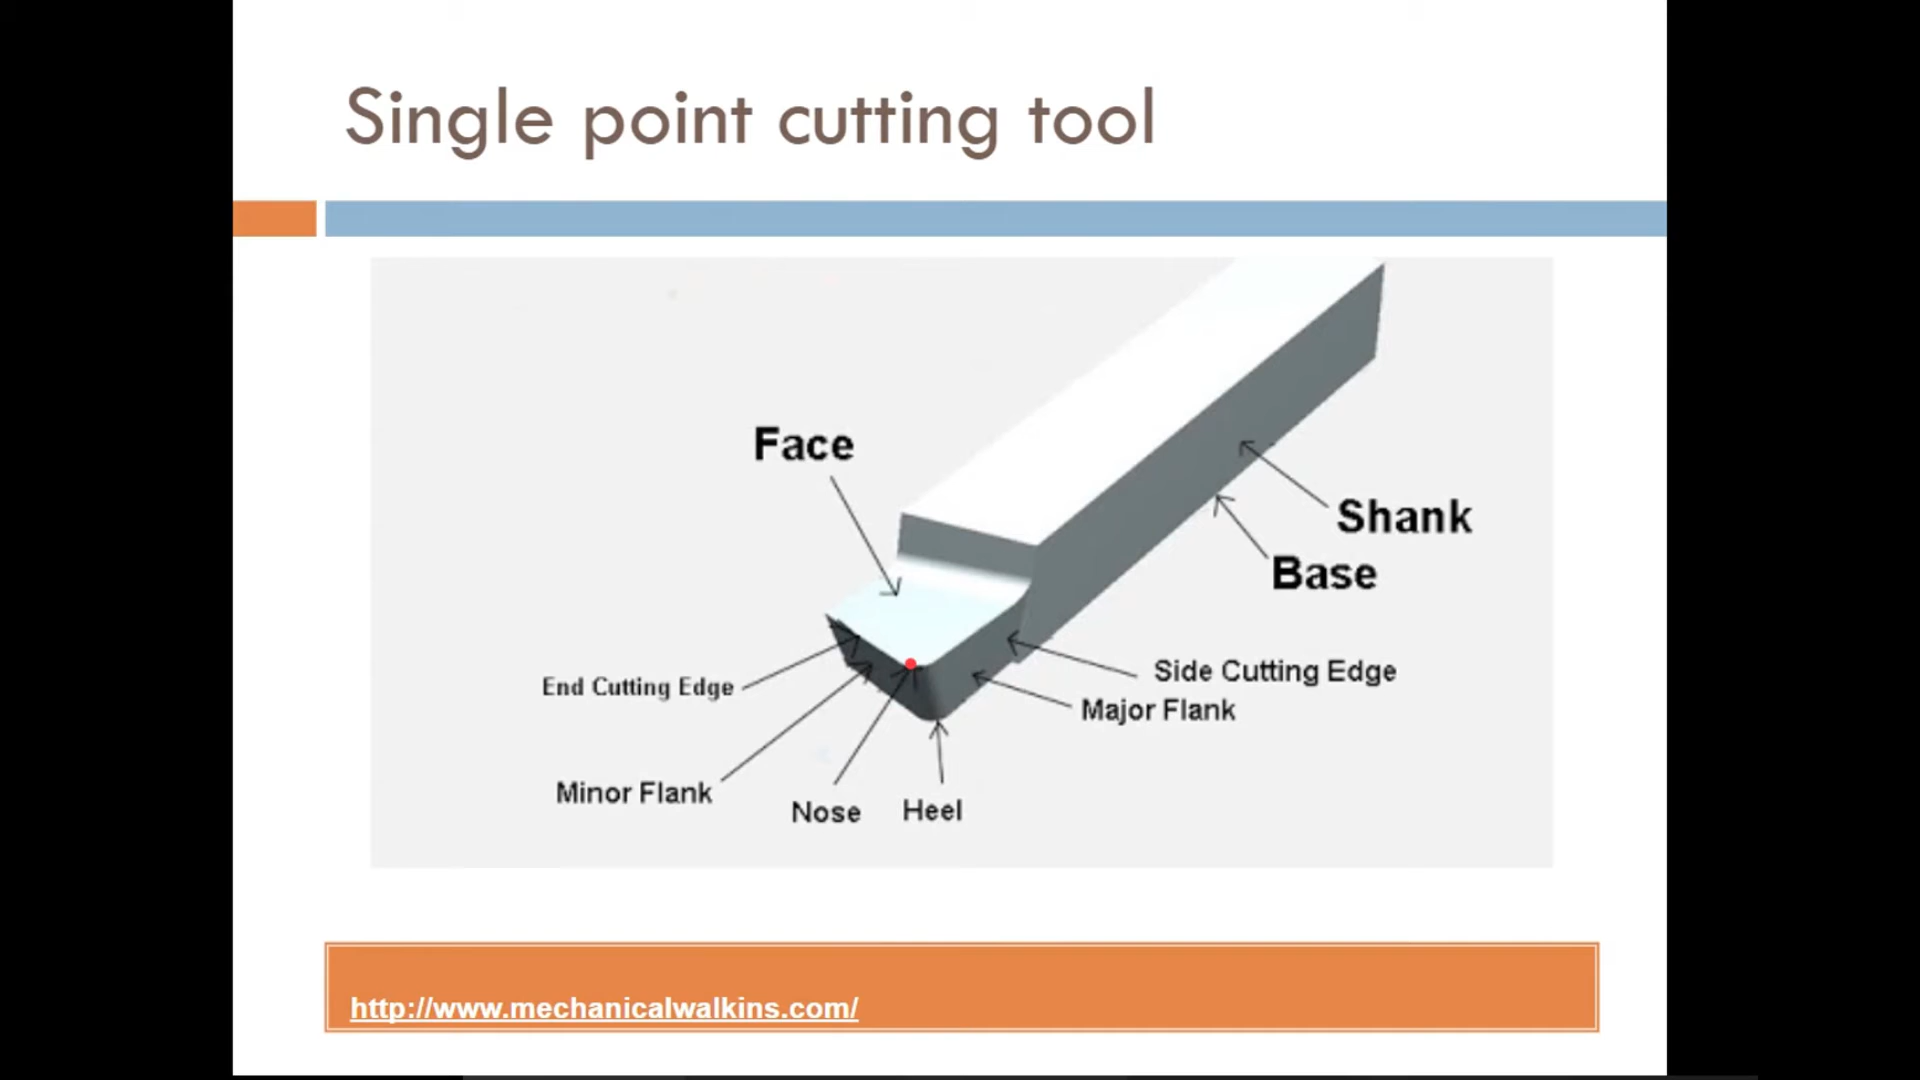 Single point cutting tool
Face
Shank
Base
End Cutting Edge
Side Cutting Edge
Major Flank
Minor Flank
Nose
Heel
http://www.mechanicalwalkins.com/